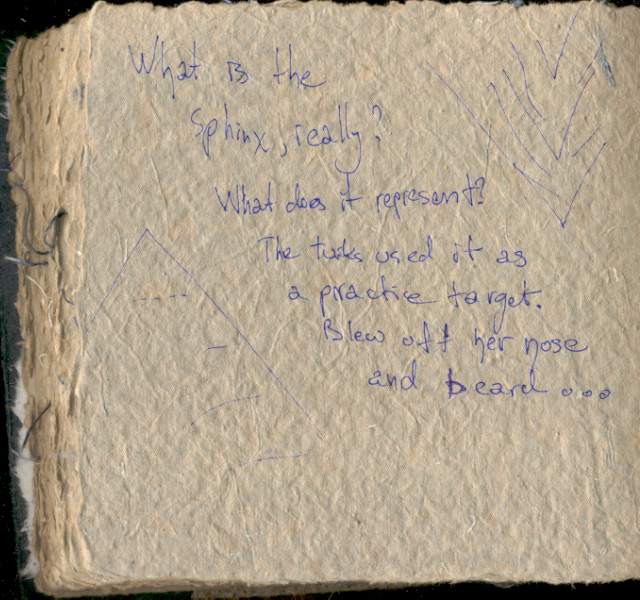 What is the
Sphinx, really?
What does it represent?
The turks used it as
a practice target.
Blew off her nose
and beard...